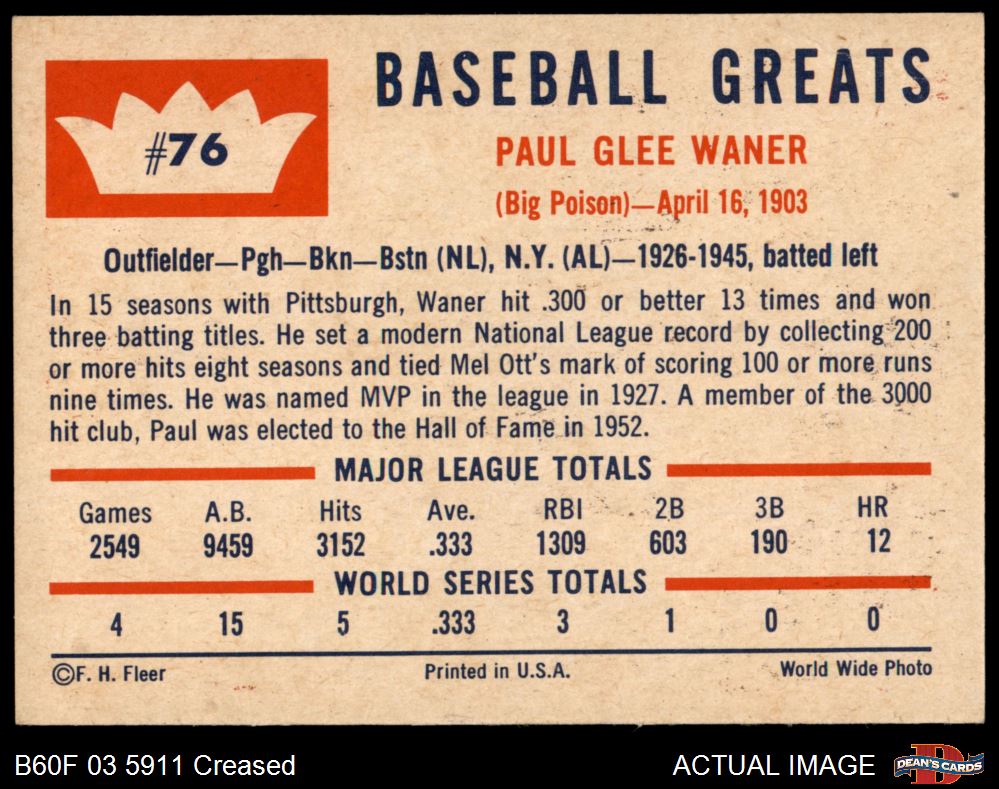 #76
BASEBALL GREATS
PAUL GLEE WANER
(Big Poison)—April 16, 1903
Outfielder—Pgh—Bkn—Bstn (NL), N.Y. (AL)—1926-1945, batted left
In 15 seasons with Pittsburgh, Waner hit .300 or better 13 times and won
three batting titles. He set a modern National League record by collecting 200
or more hits eight seasons and tied Mel Ott's mark of scoring 100 or more runs
nine times. He was named MVP in the league in 1927. A member of the 3000
hit club, Paul was elected to the Hall of Fame in 1952.
MAJOR LEAGUE TOTALS
Games A.B. Hits Ave. RBI 2B 3B HR
2549 9459 3152 .333 1309 603 190 12
WORLD SERIES TOTALS
4 15 5 .333 3 1 0 0
©F. H. Fleer Printed in U.S.A. World Wide Photo
B60F 03 5911 Creased ACTUAL IMAGE D DEAN'S CARDS